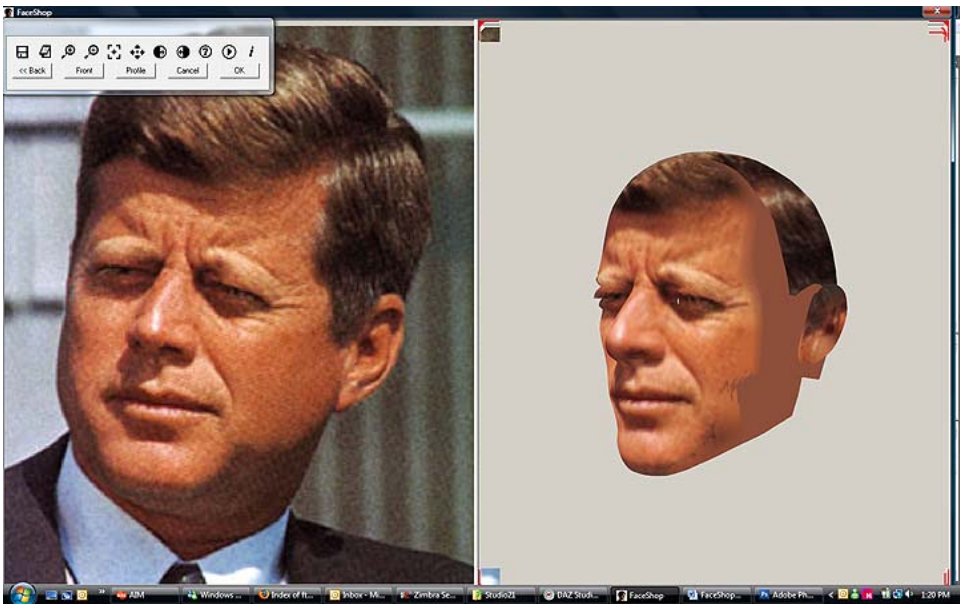 FaceShop
<< Back Front Profile Cancel OK
AIM Windows ... Index of ft... Inbox - Mi... Zimbra Se... Studio21 DAZ Studi... FaceShop FaceShop... Adobe Ph... < 1:20 PM